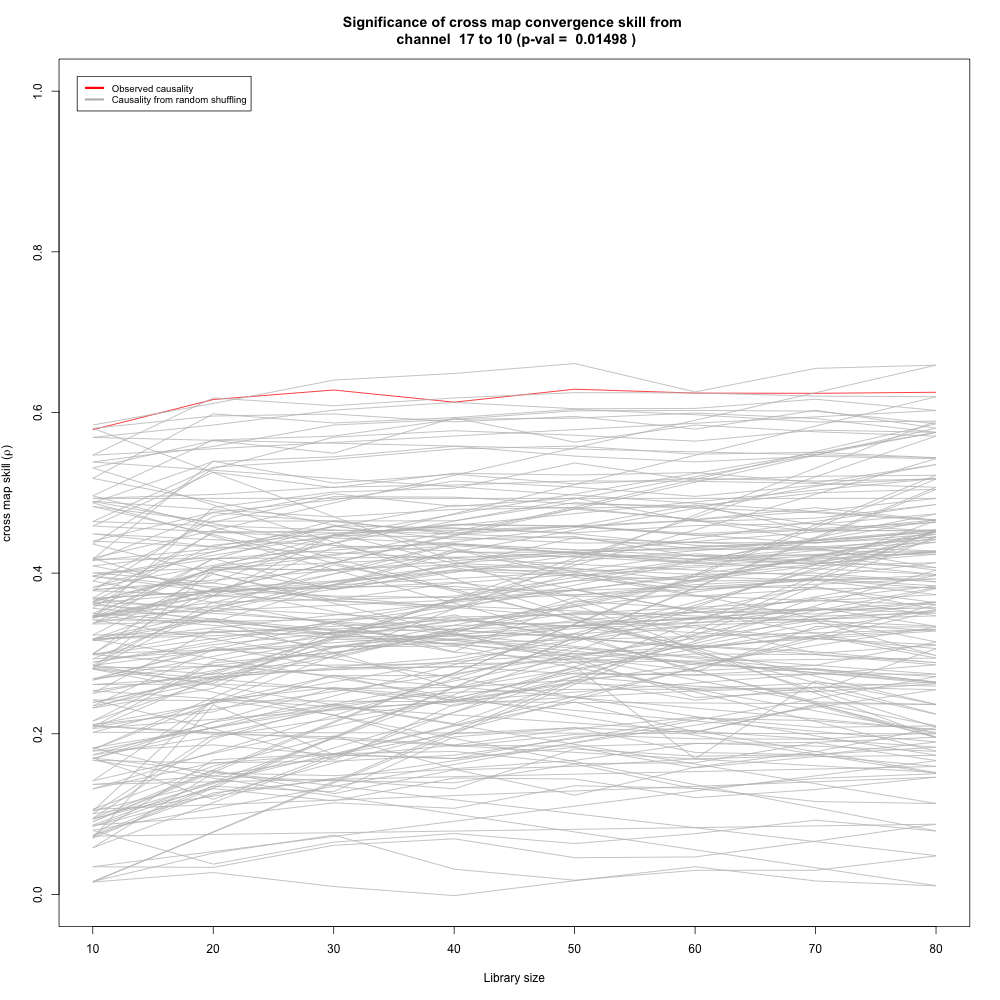 Significance of cross map convergence skill from
channel  17 to 10 (p-val =  0.01498 )
Observed causality
Causality from random shuffling
cross map skill (ρ)
1.0
0.8
0.6
0.4
0.2
0.0
10 20 30 40 50 60 70 80
Library size